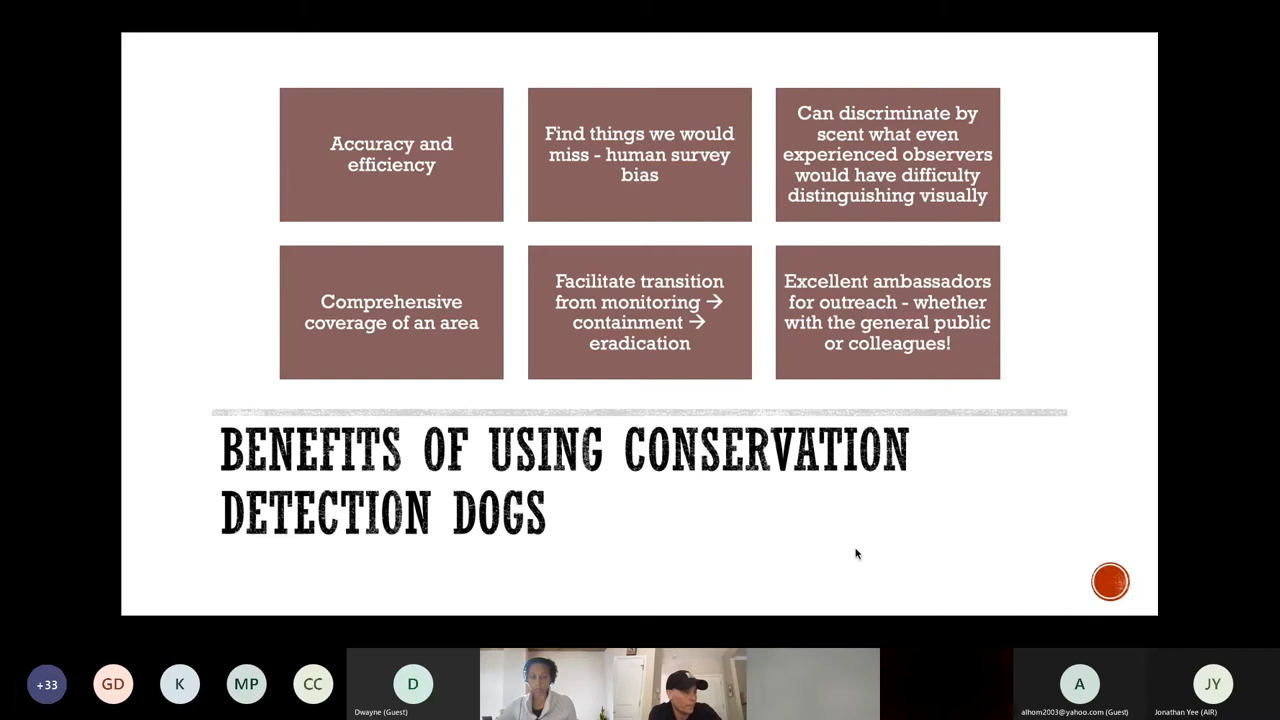 Accuracy and
efficiency
Find things we would
miss - human survey
bias
Can discriminate by
scent what even
experienced observers
would have difficulty
distinguishing visually
Comprehensive
coverage of an area
Facilitate transition
from monitoring →
containment →
eradication
Excellent ambassadors
for outreach - whether
with the general public
or colleagues!
BENEFITS OF USING CONSERVATION
DETECTION DOGS
+33
GD
K
MP
CC
D
Dwayne (Guest)
A
alhom2003@yahoo.com (Guest)
JY
Jonathan Yee (AIR)